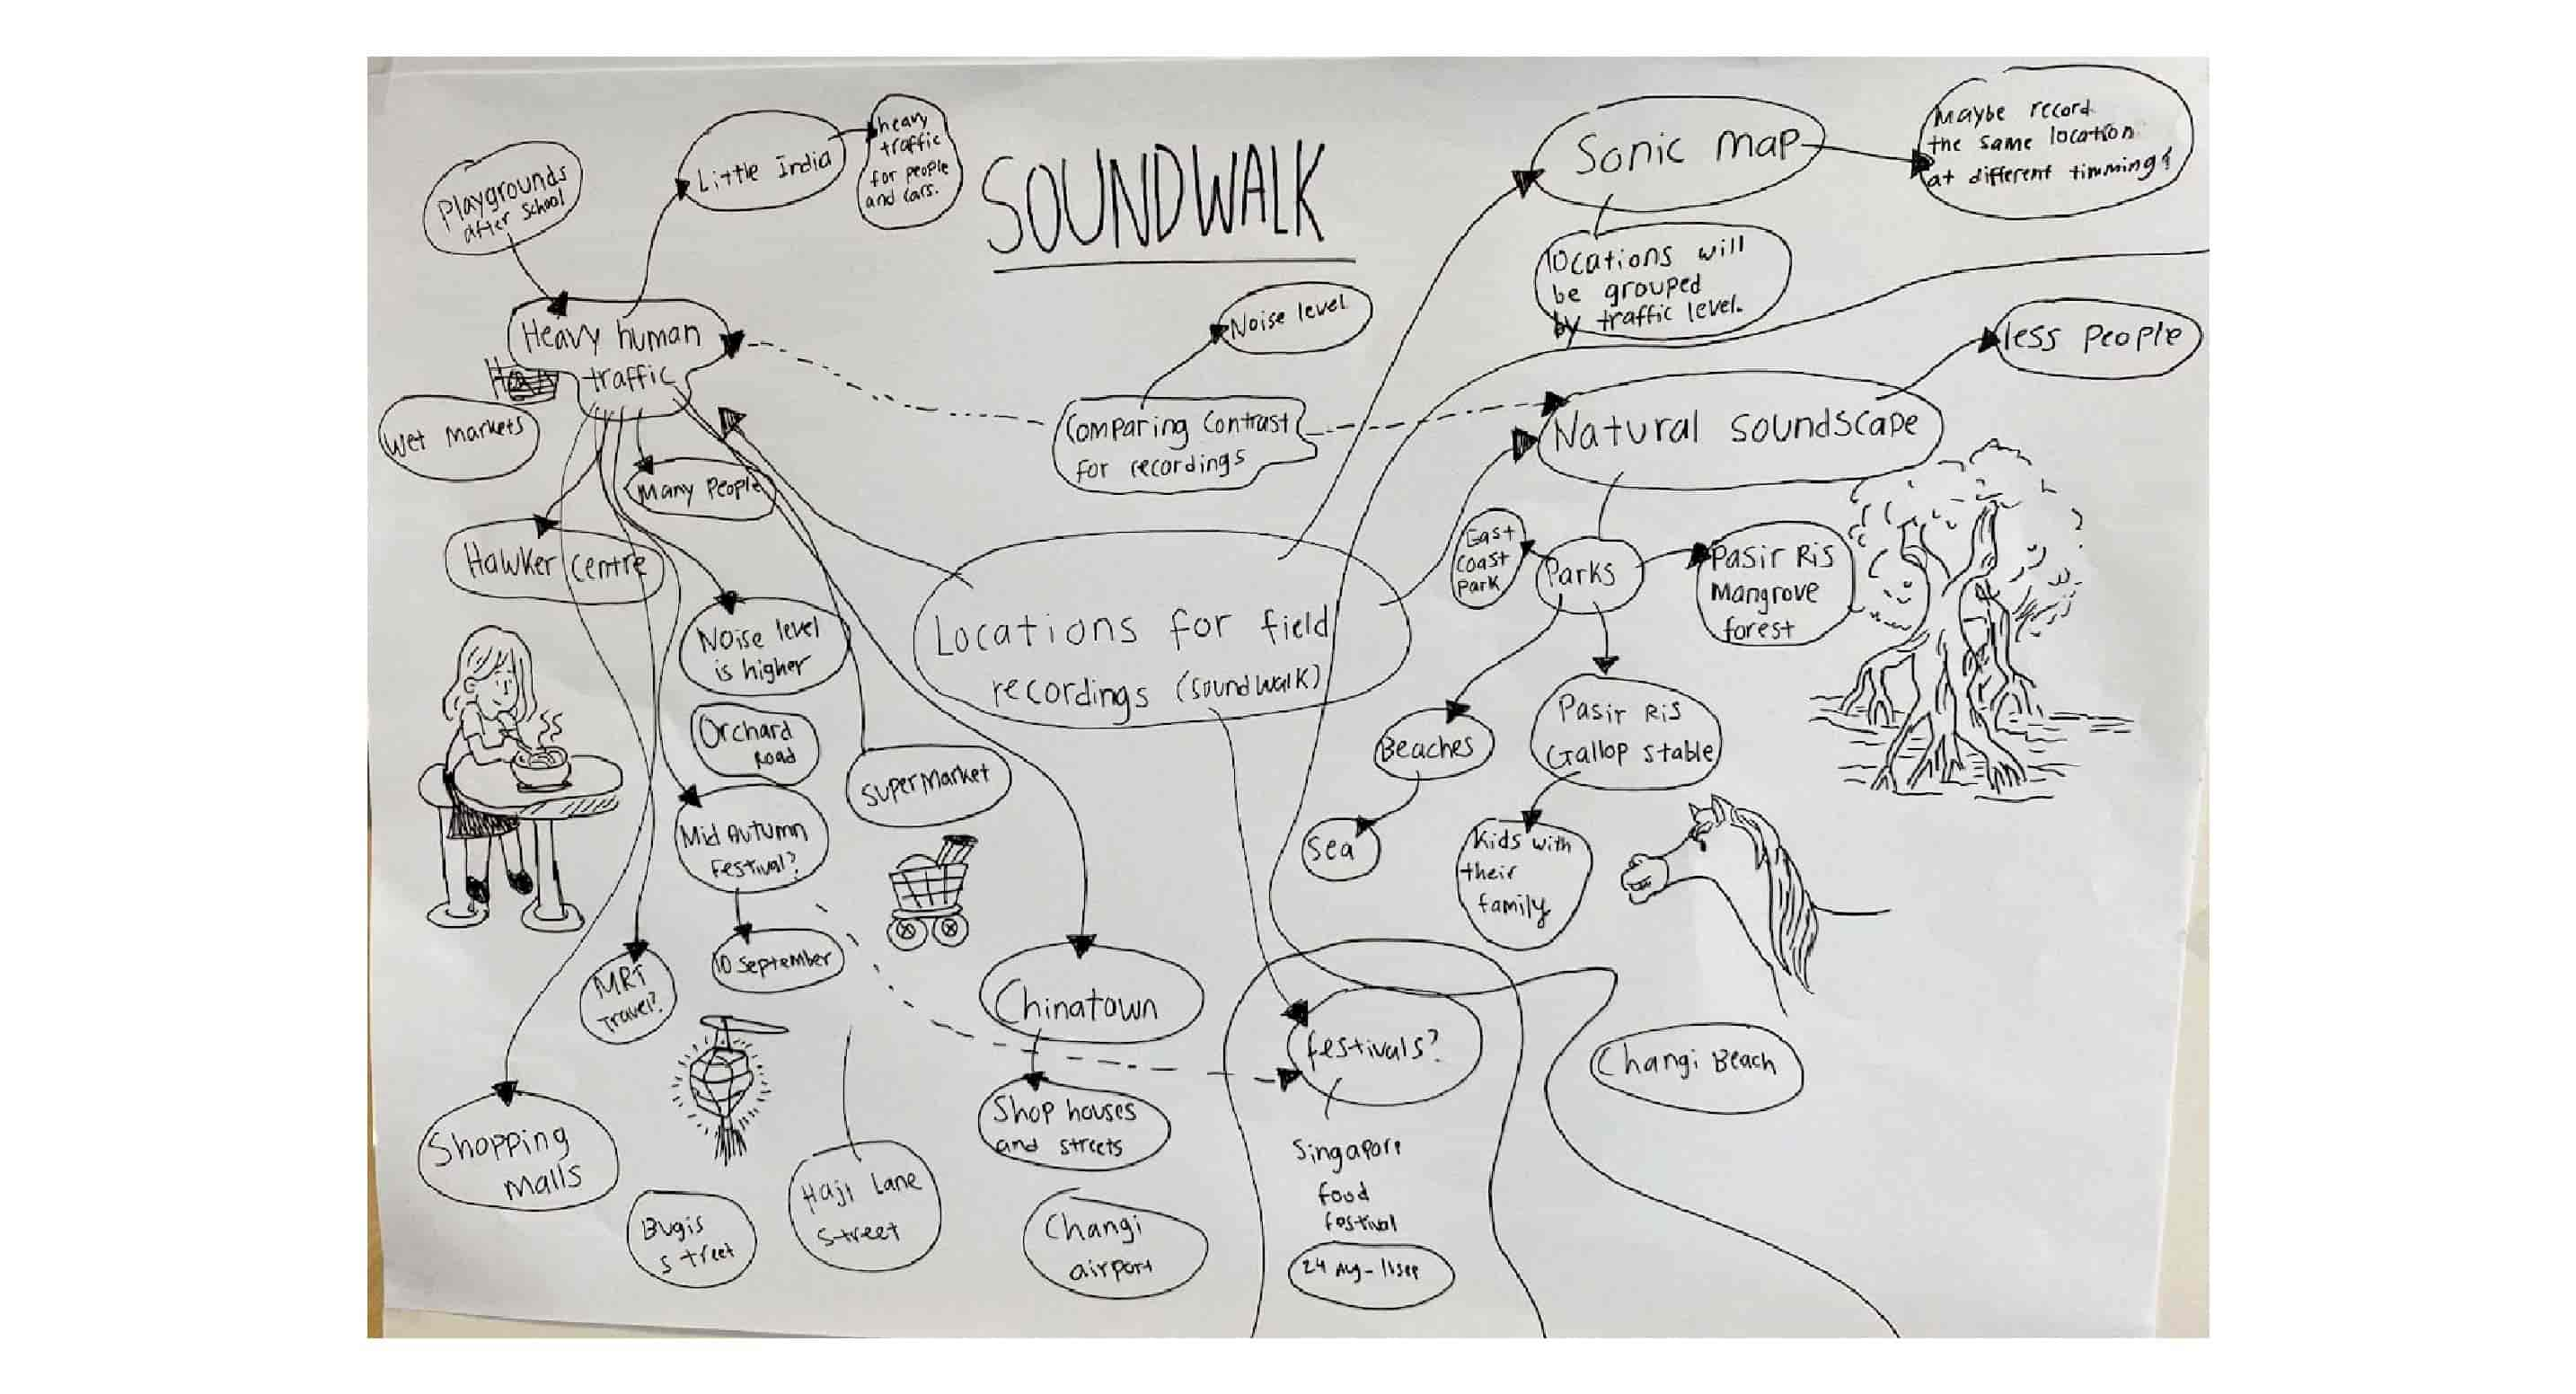 SOUNDWALK
Playgrounds
after school
Little India
heavy
traffic
for people
and cars.
Sonic map
Maybe record
the same location
at different timming?
locations will
be grouped
by traffic level.
Noise level
less people
Heavy human
traffic
Wet Markets
Comparing Contrast
for recordings
Natural soundscape
Many People
Hawker centre
East
Coast
Park
Parks
Pasir Ris
Mangrove
forest
Noise level
is higher
Locations for field
recordings (soundwalk)
Orchard
Road
Supermarket
Beaches
Pasir Ris
Gallop stable
Mid Autumn
Festival?
Sea
Kids with
their
family
MRT
Travel?
10 September
Chinatown
festivals?
Changi Beach
Shop houses
and streets
Shopping
malls
Singapore
food
festival
Haji Lane
street
Bugis
street
Changi
airport
24 Aug - 11 Sep